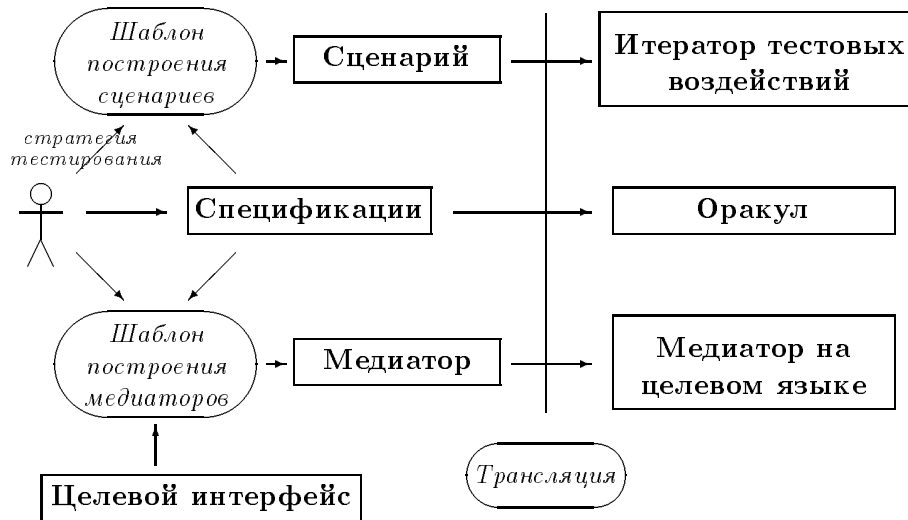 Шаблон
построения
сценариев
Сценарий
Итератор тестовых
воздействий
стратегия
тестирования
Спецификации
Оракул
Шаблон
построения
медиаторов
Медиатор
Медиатор на
целевом языке
Трансляция
Целевой интерфейс